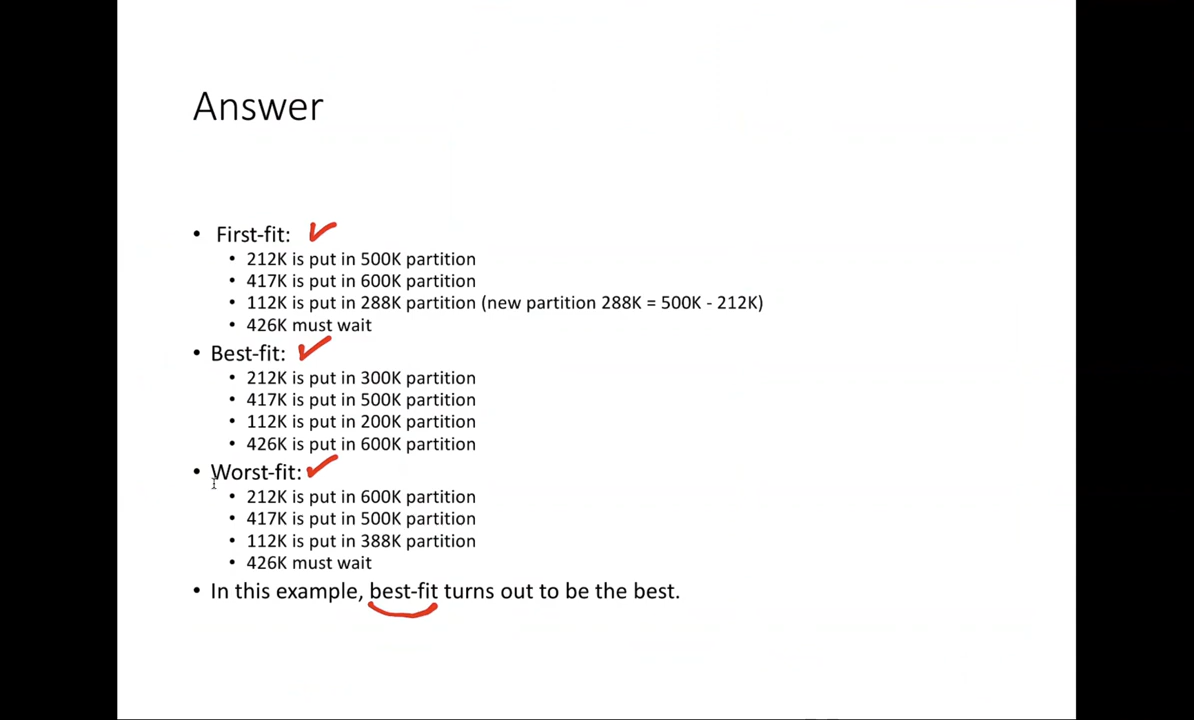 Answer
• First-fit:
• 212K is put in 500K partition
• 417K is put in 600K partition
• 112K is put in 288K partition (new partition 288K = 500K - 212K)
• 426K must wait
• Best-fit:
• 212K is put in 300K partition
• 417K is put in 500K partition
• 112K is put in 200K partition
• 426K is put in 600K partition
• Worst-fit:
• 212K is put in 600K partition
• 417K is put in 500K partition
• 112K is put in 388K partition
• 426K must wait
• In this example, best-fit turns out to be the best.